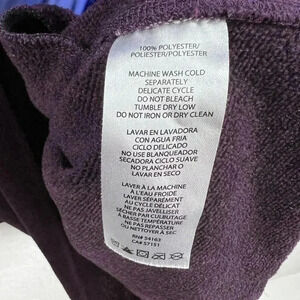 100% POLYESTER/
POLIESTER/POLYESTER
MACHINE WASH COLD
SEPARATELY
DELICATE CYCLE
DO NOT BLEACH
TUMBLE DRY LOW
DO NOT IRON OR DRY CLEAN
LAVAR EN LAVADORA
CON AGUA FRIA
CICLO DELICADO
NO USE BLANQUEADOR
SECADORA CICLO SUAVE
NO PLANCHAR O
LAVAR EN SECO
LAVER À LA MACHINE
À L'EAU FROIDE
LAVER SÉPARÉMENT
AU CYCLE DÉLICAT
NE PAS JAVELLISER
SÉCHER PAR CULBUTAGE
À BASSE TEMPÉRATURE
NE PAS REPASSER
OU NETTOYER À SEC
RN# 94163
CA# 57151